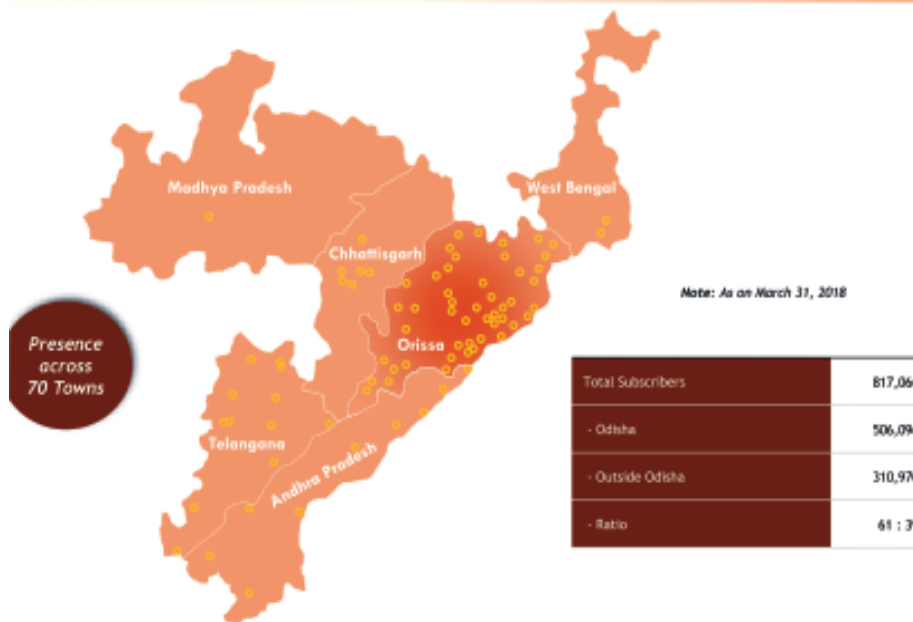 Madhya Pradesh
West Bengal
Chhattisgarh
Note: As on March 31, 2018
Presence
across
70 Towns
Orissa
Total Subscribers
- Odisha
- Outside Odisha
- Ratio
Telangana
Andhra Pradesh